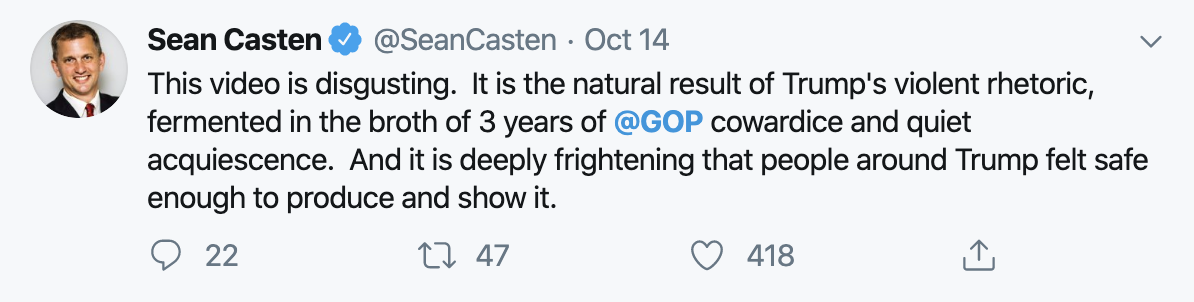 Sean Casten @SeanCasten · Oct 14
This video is disgusting.  It is the natural result of Trump's violent rhetoric,
fermented in the broth of 3 years of @GOP cowardice and quiet
acquiescence.  And it is deeply frightening that people around Trump felt safe
enough to produce and show it.
22 47 418